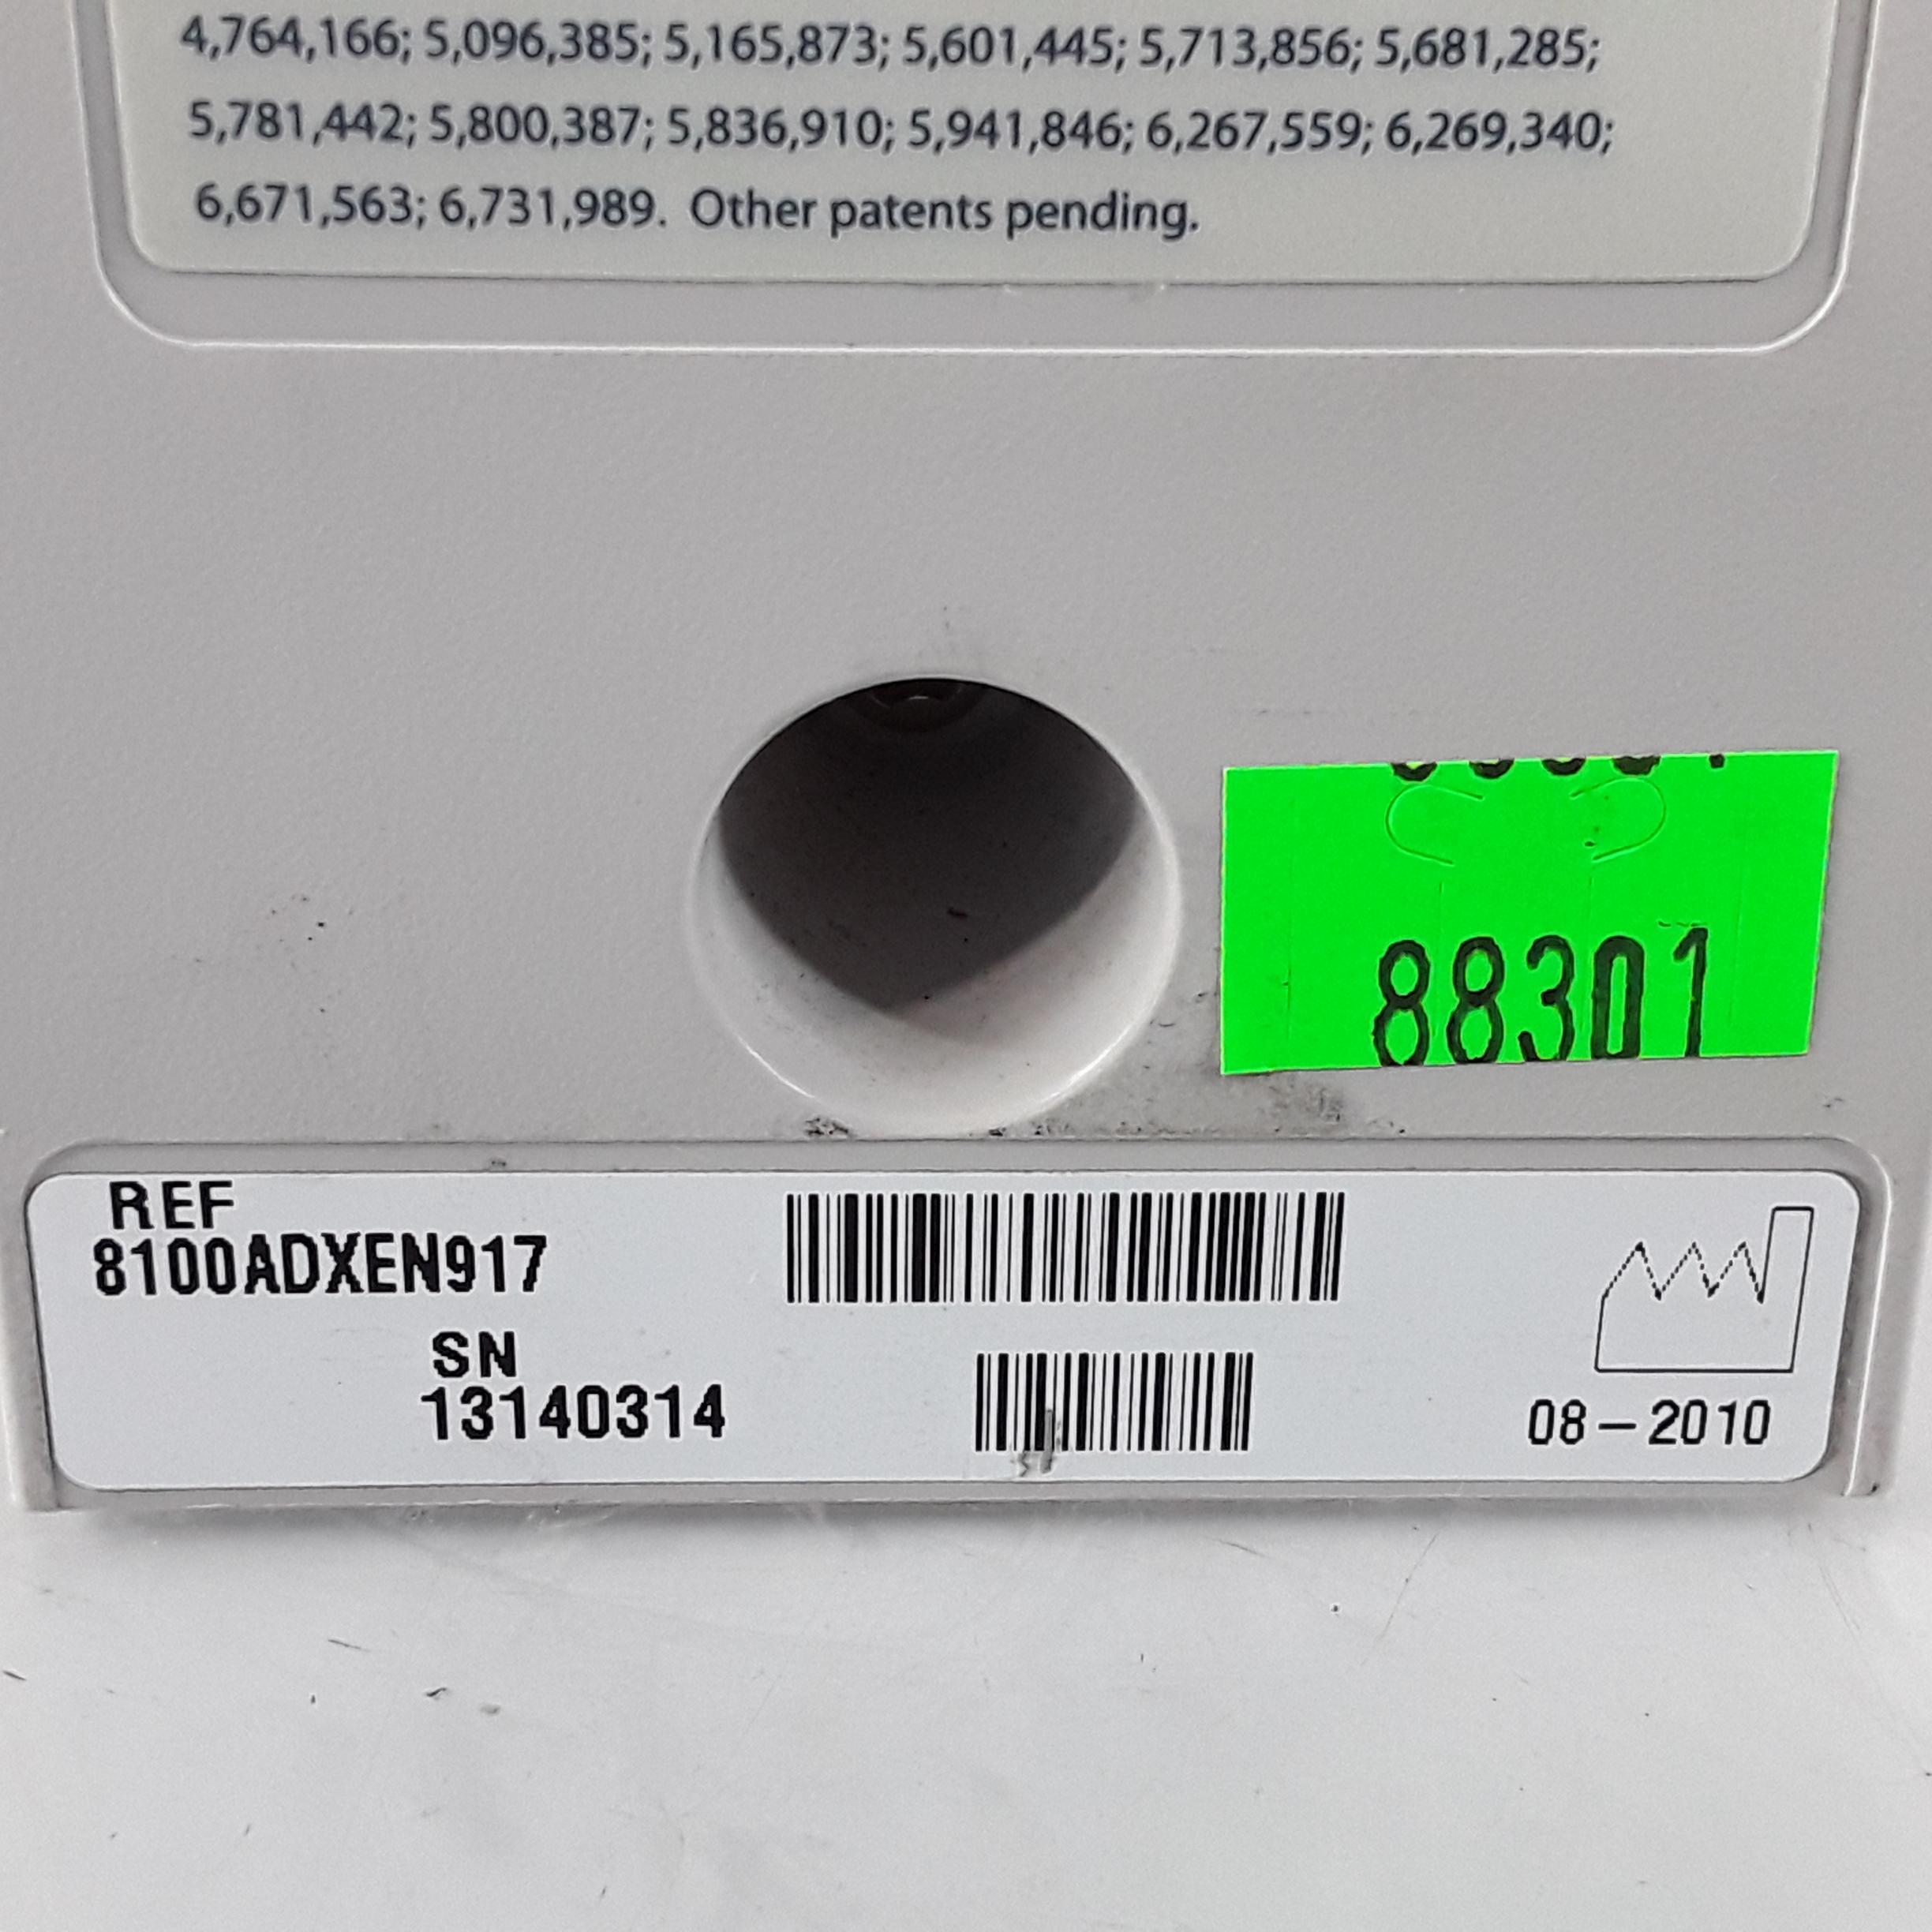 4,764,166; 5,096,385; 5,165,873; 5,601,445; 5,713,856; 5,681,285;
5,781,442; 5,800,387; 5,836,910; 5,941,846; 6,267,559; 6,269,340;
6,671,563; 6,731,989. Other patents pending.
88301
REF
8100ADXEN917
SN
13140314
08-2010